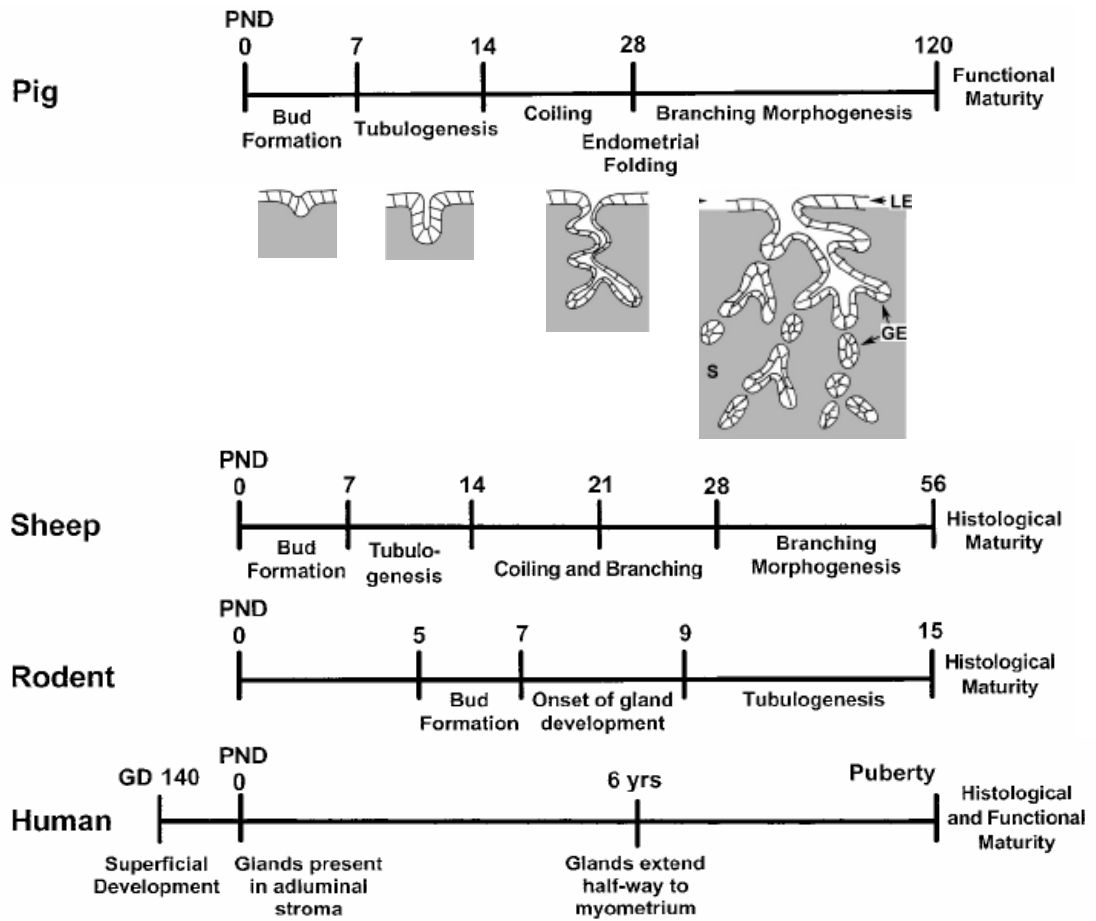 PND
0 7 14 28 120
Pig
Functional
Maturity
Bud
Formation
Tubulogenesis
Coiling
Endometrial
Folding
Branching Morphogenesis
LE
GE
S
PND
0 7 14 21 28 56
Sheep
Histological
Maturity
Bud
Formation
Tubulo-
genesis
Coiling and Branching
Branching
Morphogenesis
PND
0 5 7 9 15
Rodent
Histological
Maturity
Bud
Formation
Onset of gland
development
Tubulogenesis
PND
GD 140 0 6 yrs Puberty
Human
Histological
and Functional
Maturity
Superficial
Development
Glands present
in adluminal
stroma
Glands extend
half-way to
myometrium